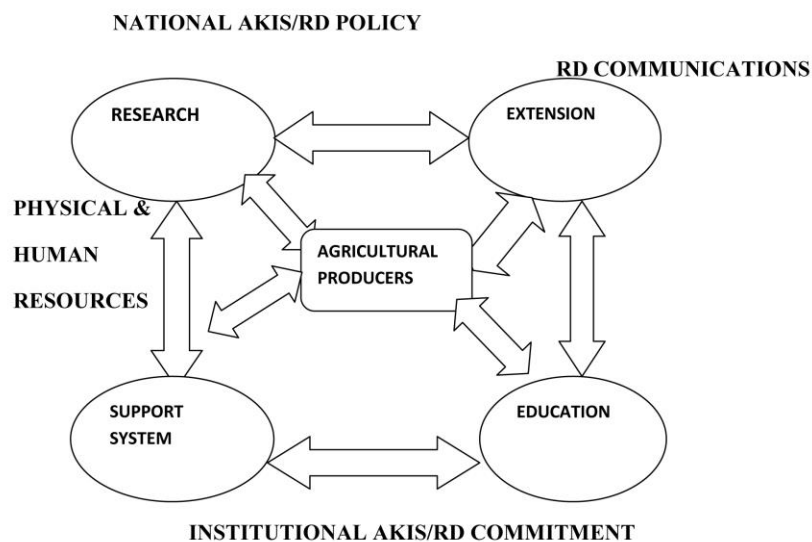 NATIONAL AKIS/RD POLICY
RD COMMUNICATIONS
RESEARCH
EXTENSION
PHYSICAL &
HUMAN
RESOURCES
AGRICULTURAL
PRODUCERS
SUPPORT
SYSTEM
EDUCATION
INSTITUTIONAL AKIS/RD COMMITMENT